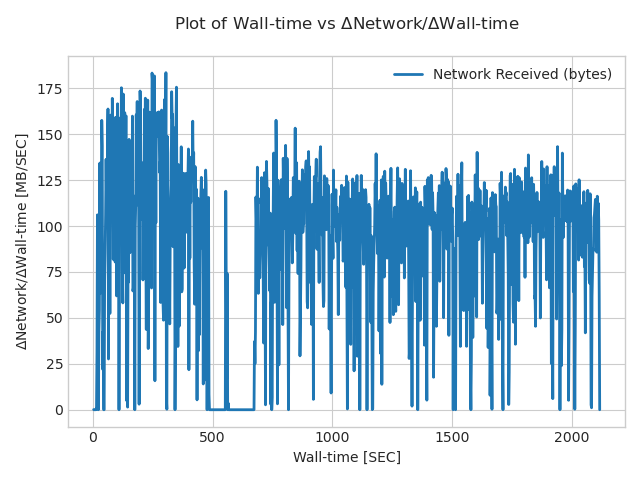 Plot of Wall-time vs ΔNetwork/ΔWall-time
Network Received (bytes)
ΔNetwork/ΔWall-time [MB/SEC]
175
150
125
100
75
50
25
0
0 500 1000 1500 2000
Wall-time [SEC]